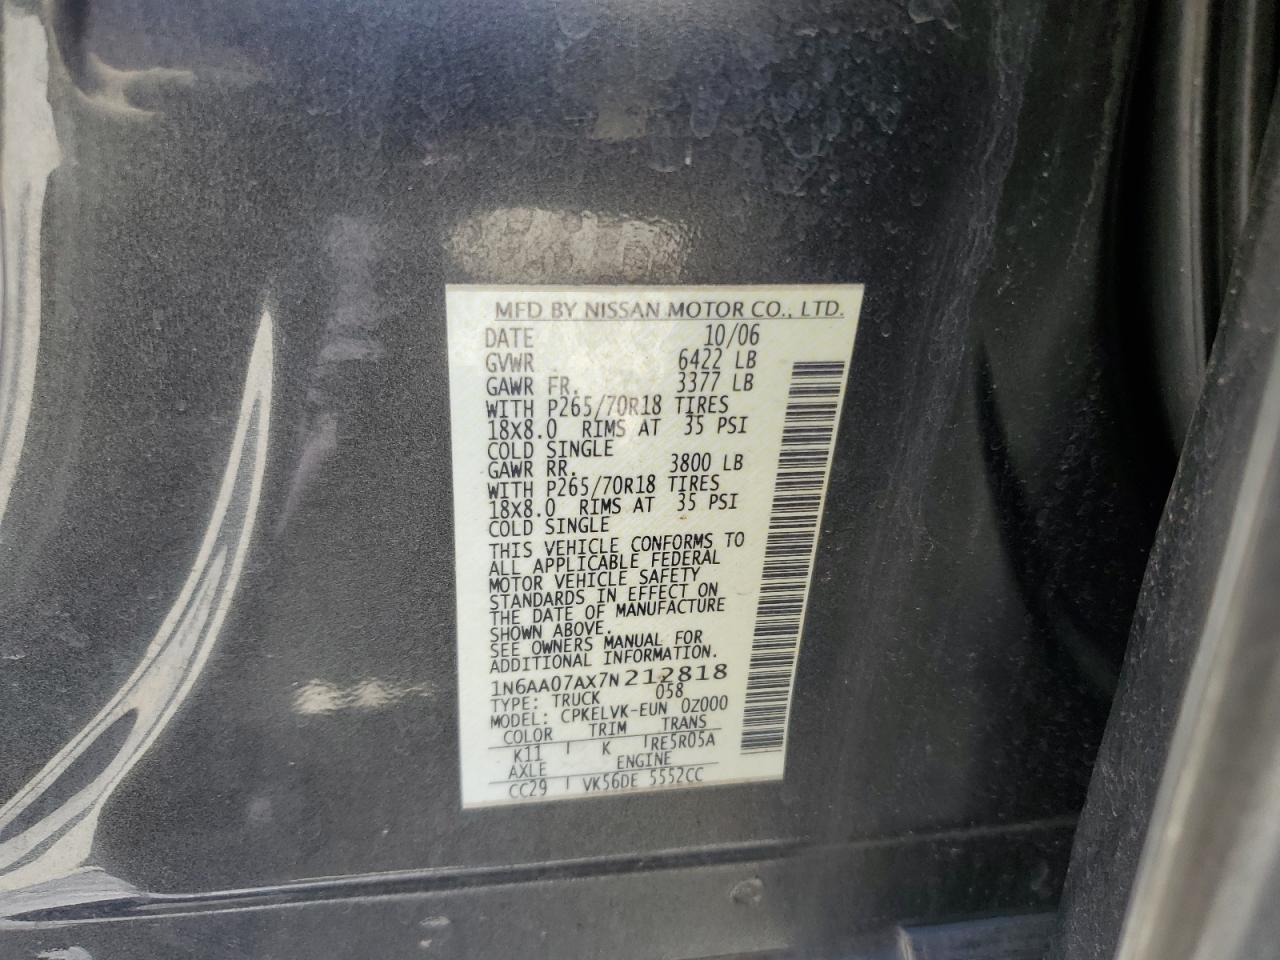 MFD BY NISSAN MOTOR CO., LTD.
DATE 10/06
GVWR 6422 LB
GAWR FR. 3377 LB
WITH P265/70R18 TIRES
18X8.0 RIMS AT 35 PSI
COLD SINGLE
GAWR RR. 3800 LB
WITH P265/70R18 TIRES
18X8.0 RIMS AT 35 PSI
COLD SINGLE
THIS VEHICLE CONFORMS TO
ALL APPLICABLE FEDERAL
MOTOR VEHICLE SAFETY
STANDARDS IN EFFECT ON
THE DATE OF MANUFACTURE
SHOWN ABOVE.
SEE OWNERS MANUAL FOR
ADDITIONAL INFORMATION.
1N6AA07AX7N212818
TYPE: TRUCK 058
MODEL: CPKELVK-EUN 0Z000
COLOR TRIM TRANS
K11 K RE5R05A
AXLE ENGINE
CC29 VK56DE 5552CC